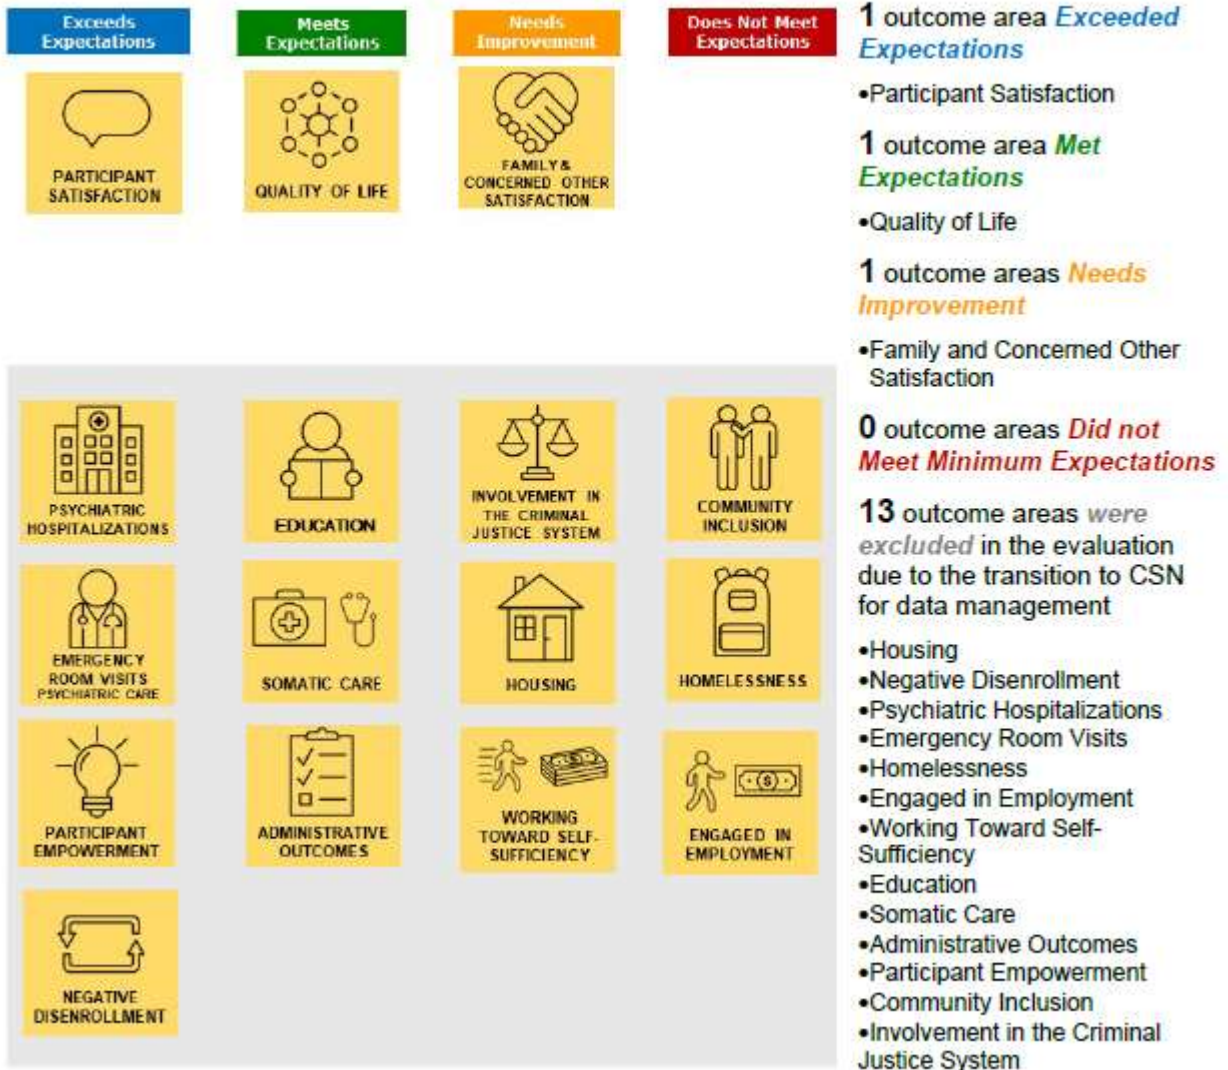 Exceeds
Expectations
Meets
Expectations
Needs
Improvement
Does Not Meet
Expectations
PARTICIPANT
SATISFACTION
QUALITY OF LIFE
FAMILY &
CONCERNED OTHER
SATISFACTION
PSYCHIATRIC
HOSPITALIZATIONS
EDUCATION
INVOLVEMENT IN
THE CRIMINAL
JUSTICE SYSTEM
COMMUNITY
INCLUSION
EMERGENCY
ROOM VISITS
PSYCHIATRIC CARE
SOMATIC CARE
HOUSING
HOMELESSNESS
PARTICIPANT
EMPOWERMENT
ADMINISTRATIVE
OUTCOMES
WORKING
TOWARD SELF-
SUFFICIENCY
ENGAGED IN
EMPLOYMENT
NEGATIVE
DISENROLLMENT
1 outcome area Exceeded
Expectations
•Participant Satisfaction
1 outcome area Met
Expectations
•Quality of Life
1 outcome areas Needs
Improvement
•Family and Concerned Other
Satisfaction
0 outcome areas Did not
Meet Minimum Expectations
13 outcome areas were
excluded in the evaluation
due to the transition to CSN
for data management
•Housing
•Negative Disenrollment
•Psychiatric Hospitalizations
•Emergency Room Visits
•Homelessness
•Engaged in Employment
•Working Toward Self-
Sufficiency
•Education
•Somatic Care
•Administrative Outcomes
•Participant Empowerment
•Community Inclusion
•Involvement in the Criminal
Justice System